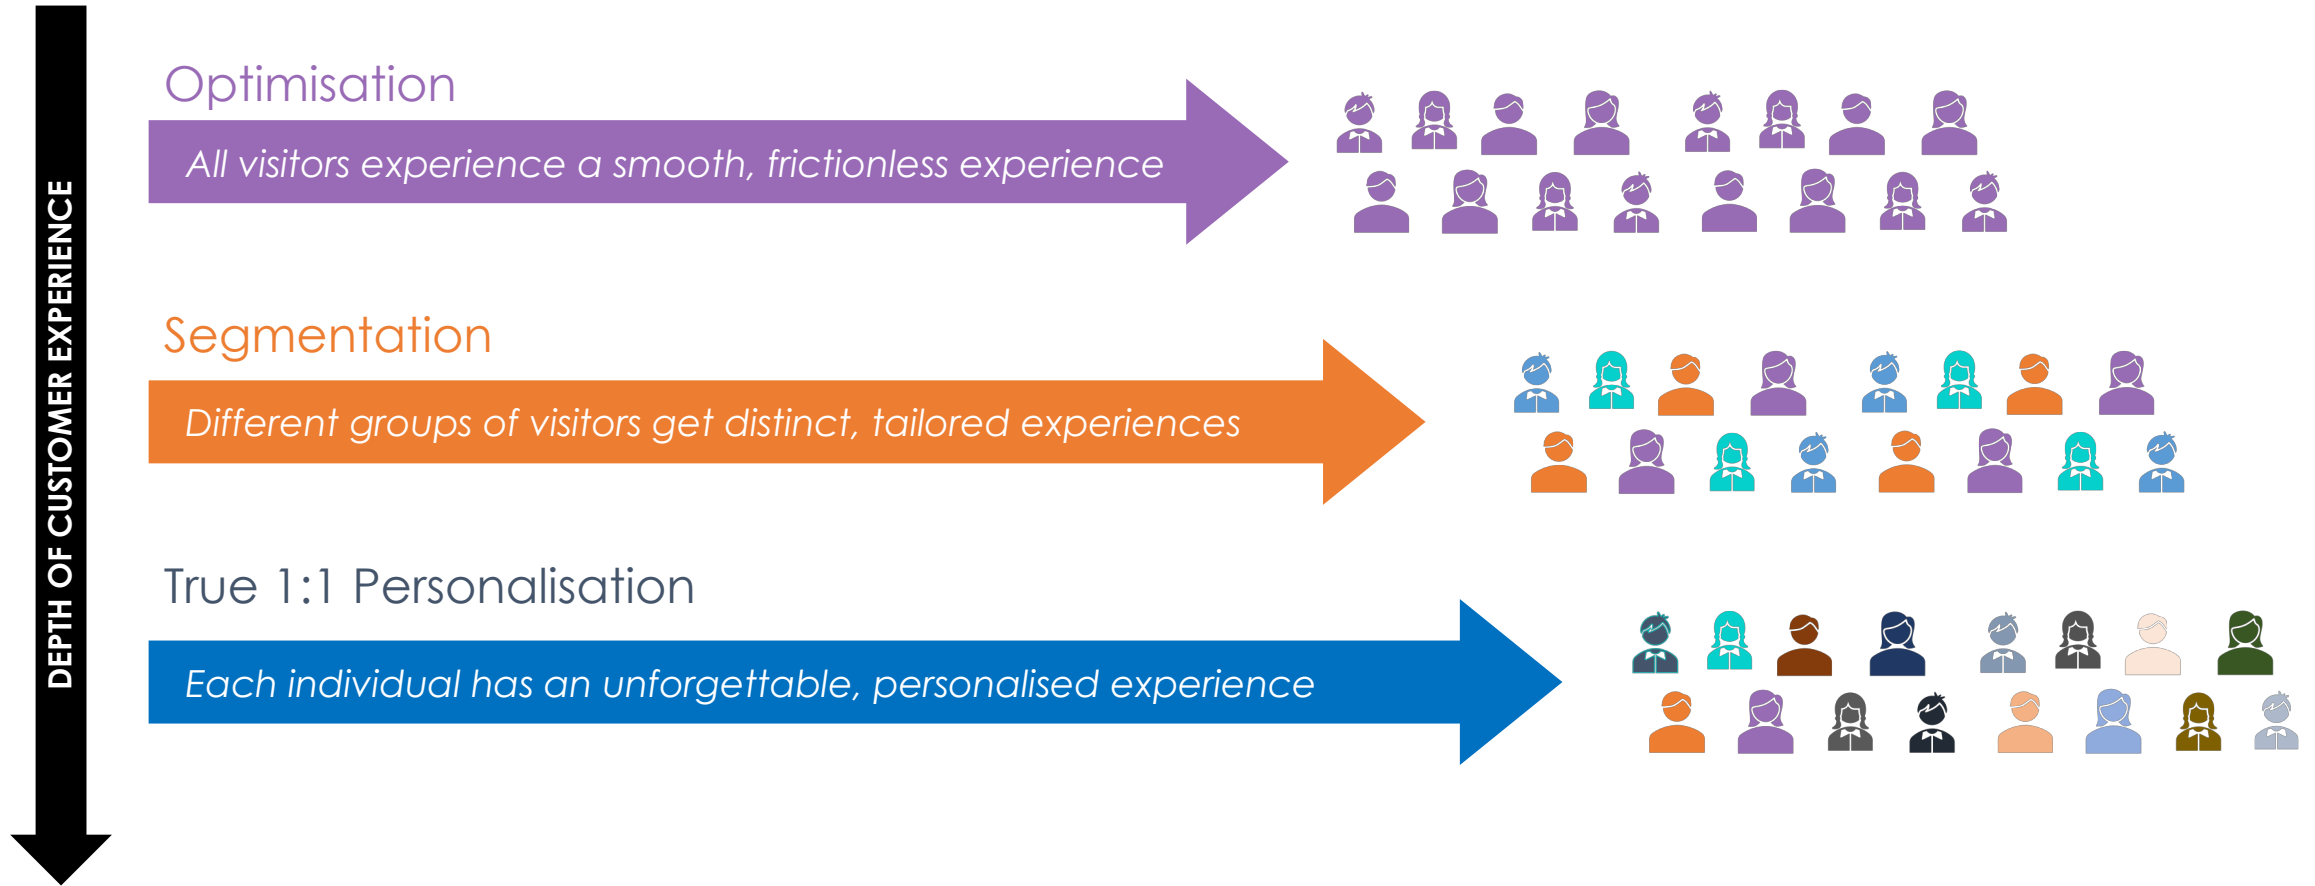 DEPTH OF CUSTOMER EXPERIENCE
Optimisation
All visitors experience a smooth, frictionless experience
Segmentation
Different groups of visitors get distinct, tailored experiences
True 1:1 Personalisation
Each individual has an unforgettable, personalised experience